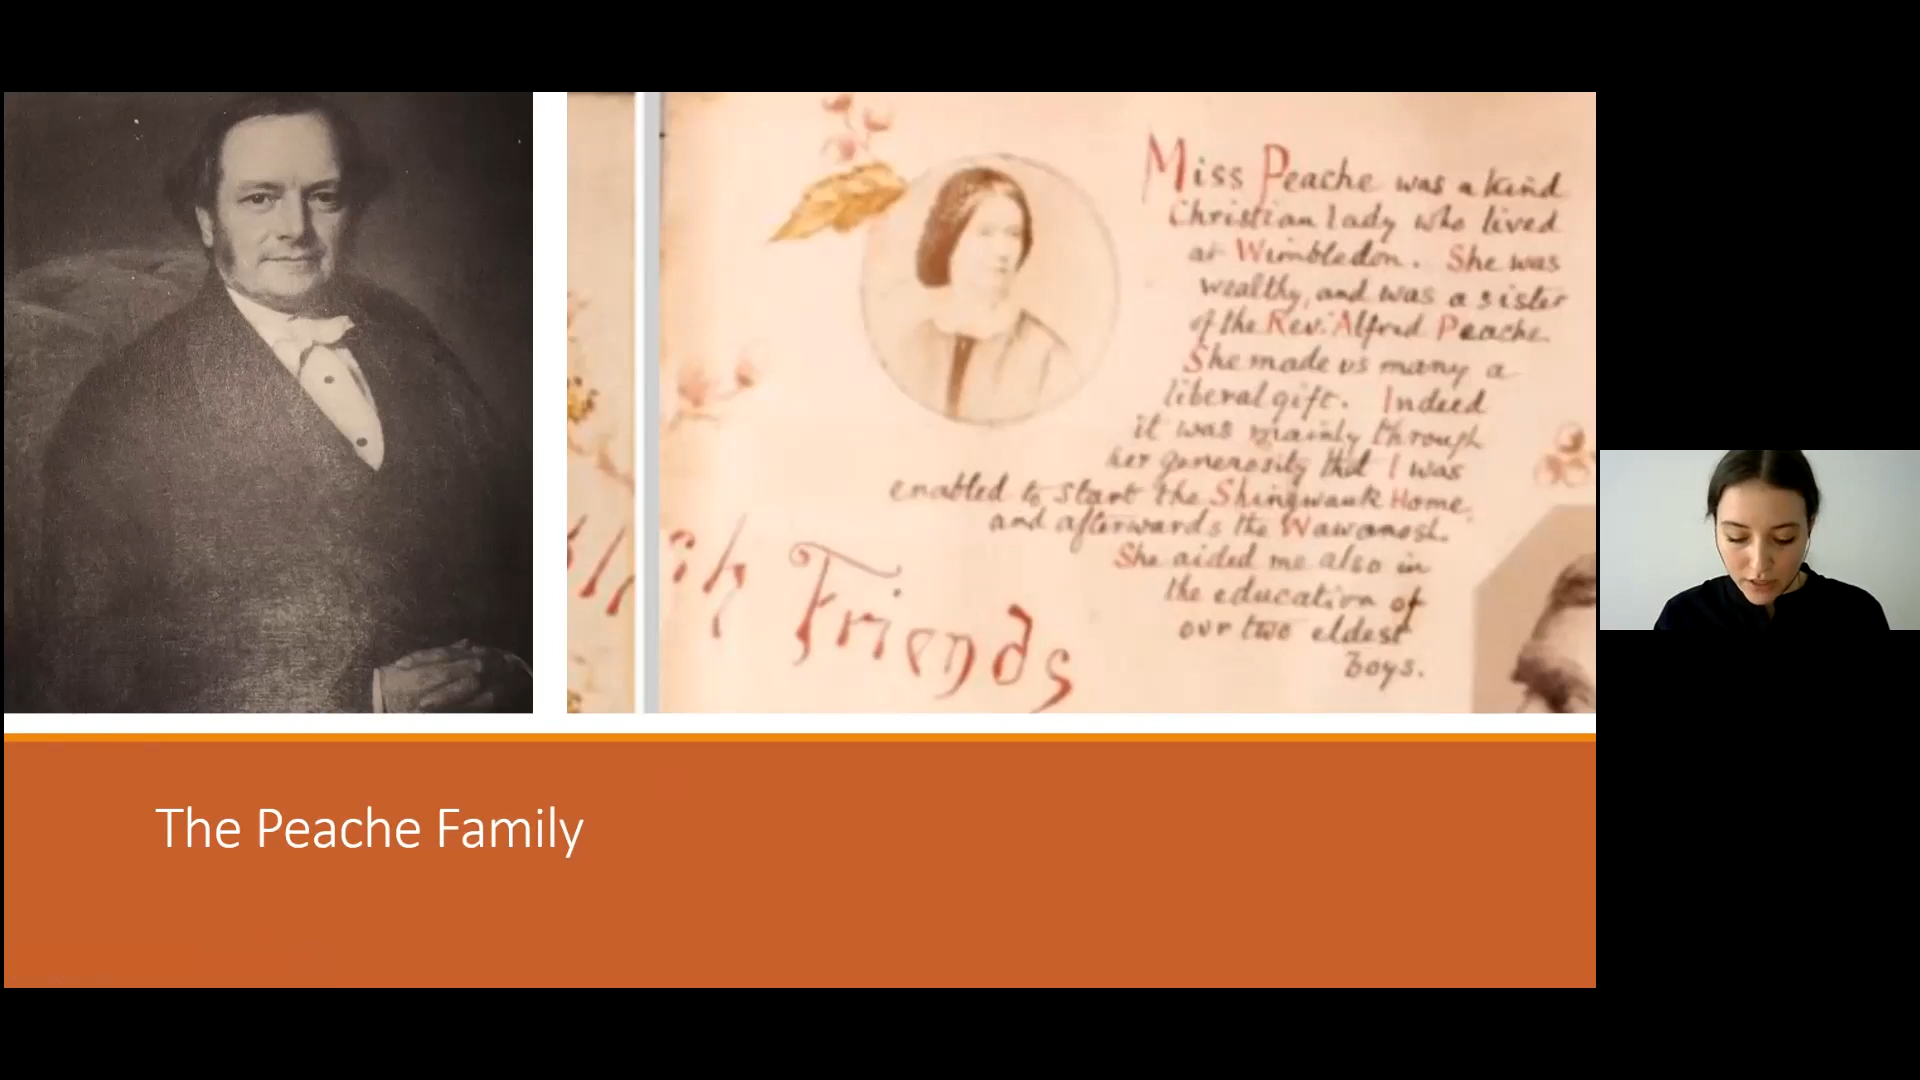 Miss Peache was a kind
Christian lady who lived
at Wimbledon. She was
wealthy, and was a sister
of the Rev. Alfred Peache.
She made us many a
liberal gift. Indeed
it was mainly through
her generosity that I was
enabled to start the Shingwauk Home,
and afterwards the Wawanosh.
She aided me also in
the education of
our two eldest
boys.
Friends
The Peache Family